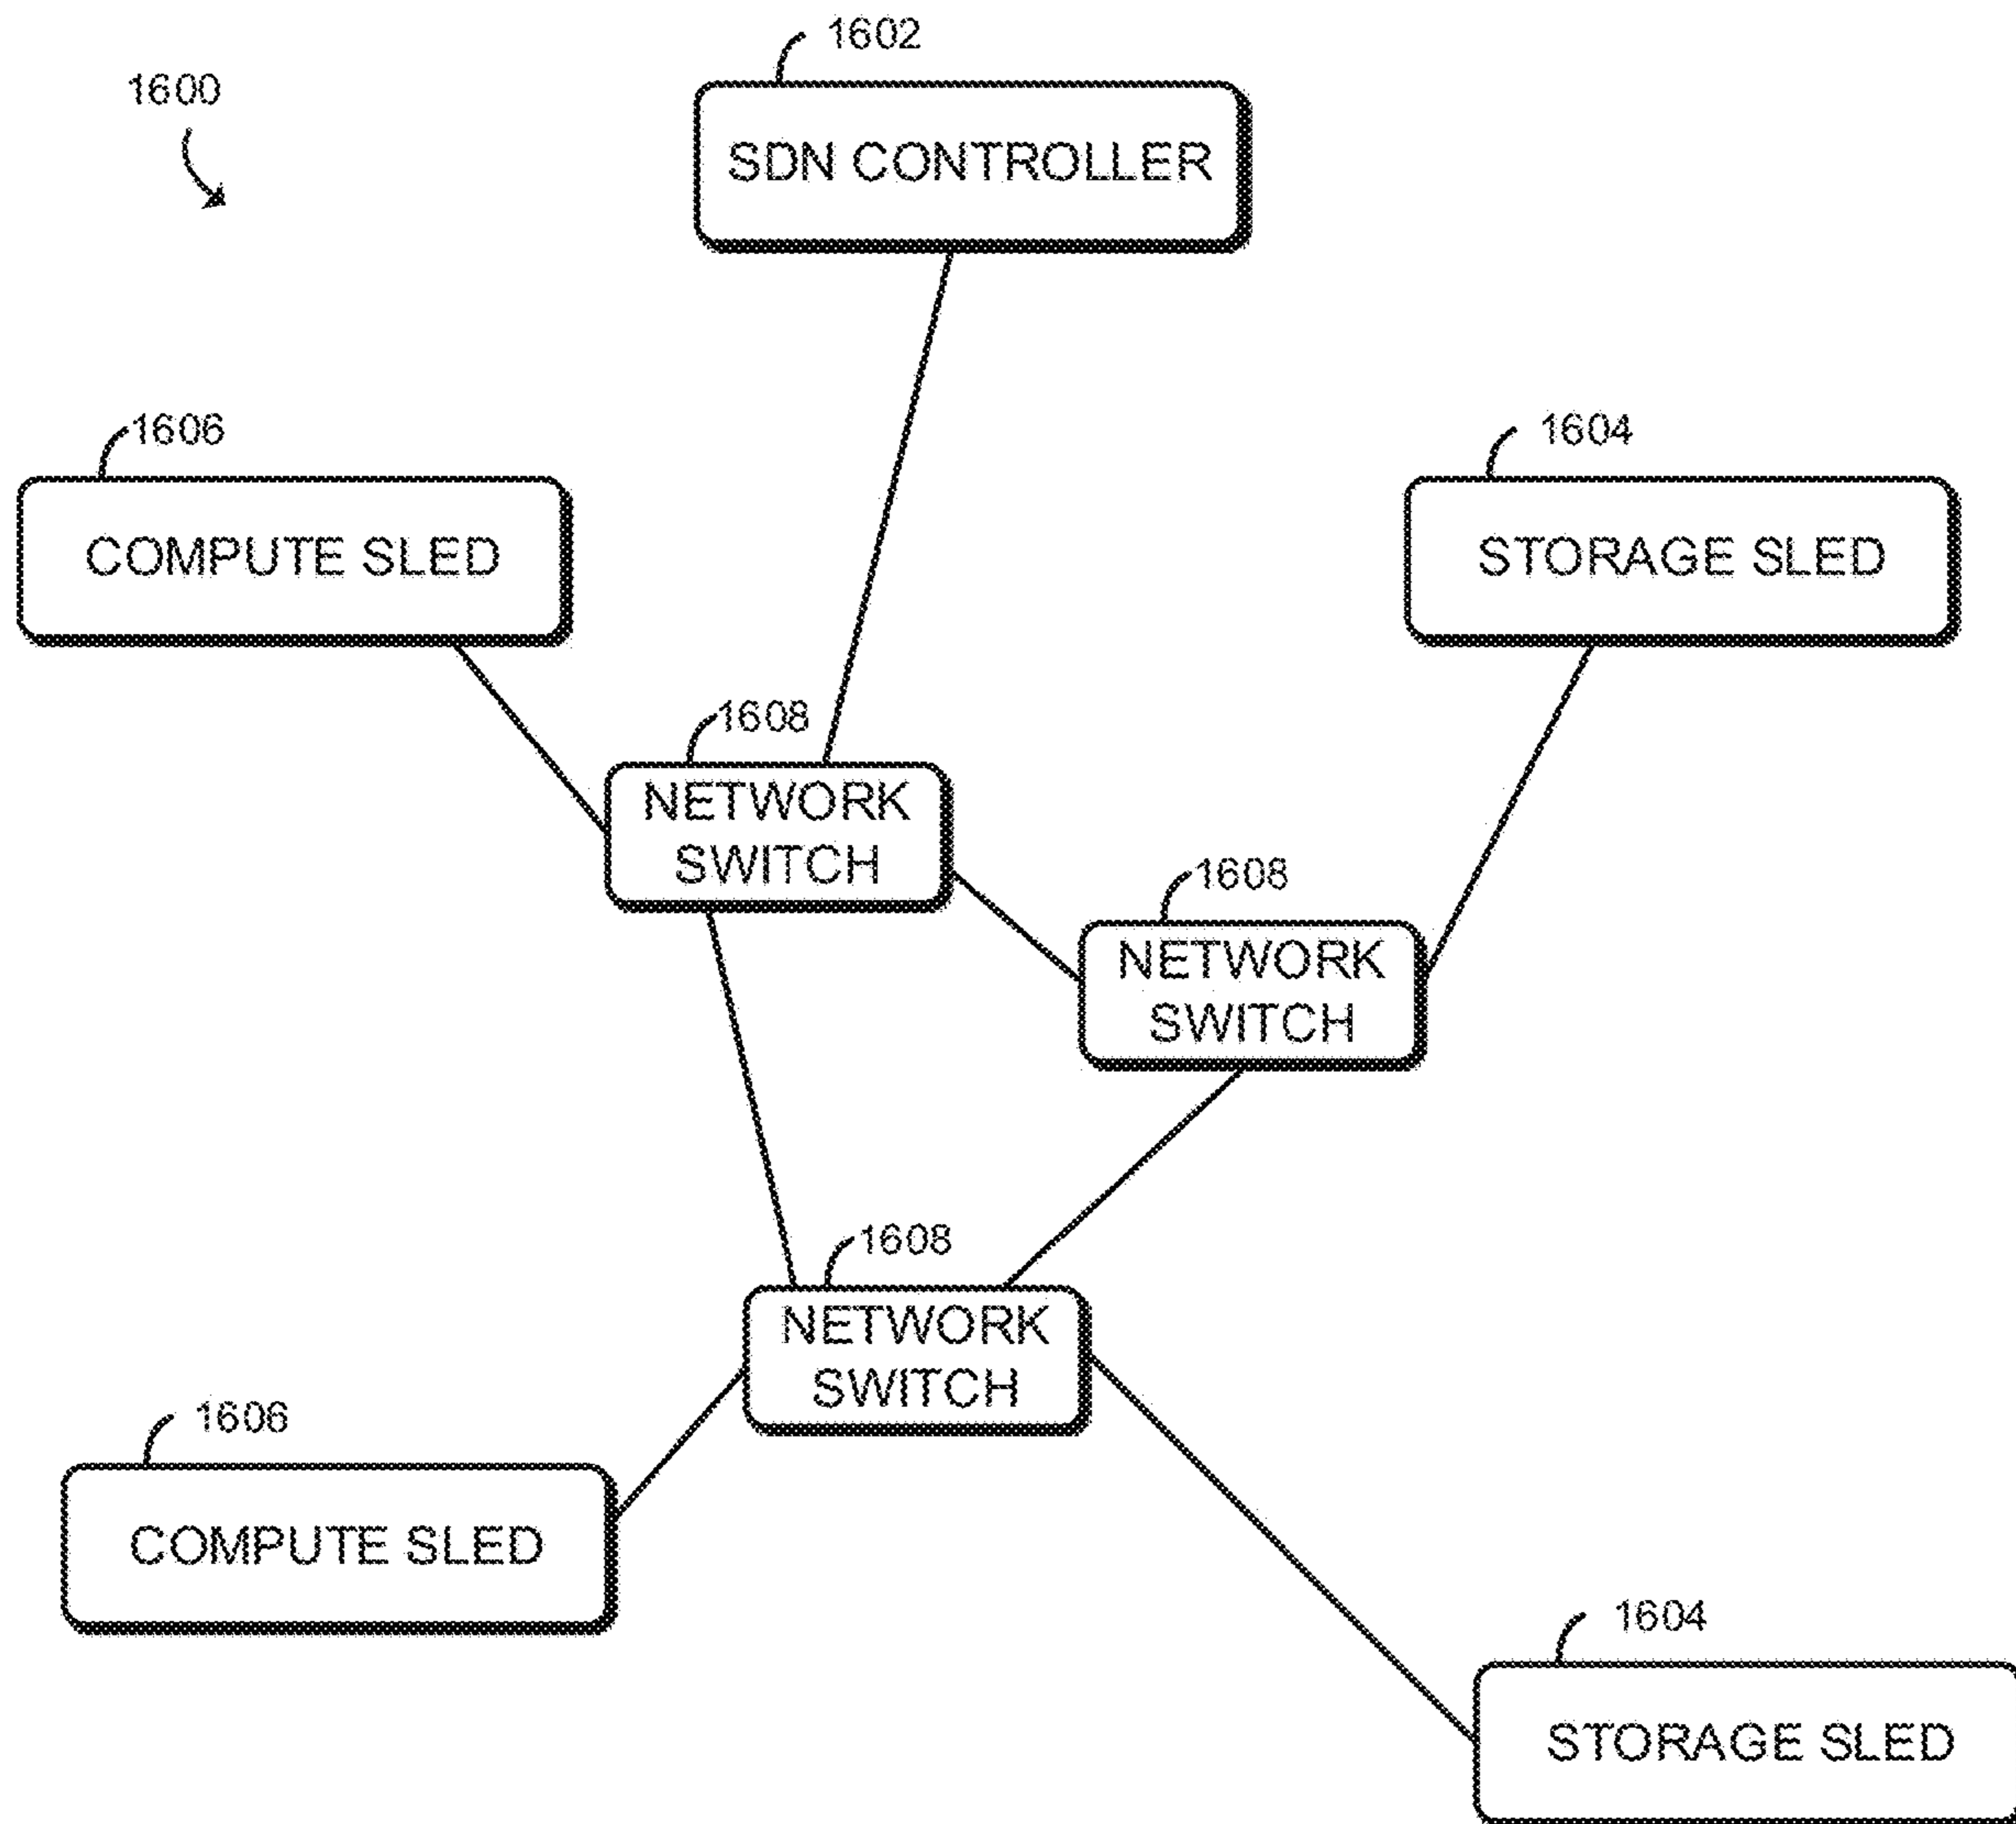 1602
1600
SDN CONTROLLER
1606
1604
COMPUTE SLED
STORAGE SLED
1608
NETWORK
SWITCH
1608
NETWORK
SWITCH
1608
NETWORK
SWITCH
1606
COMPUTE SLED
1604
STORAGE SLED